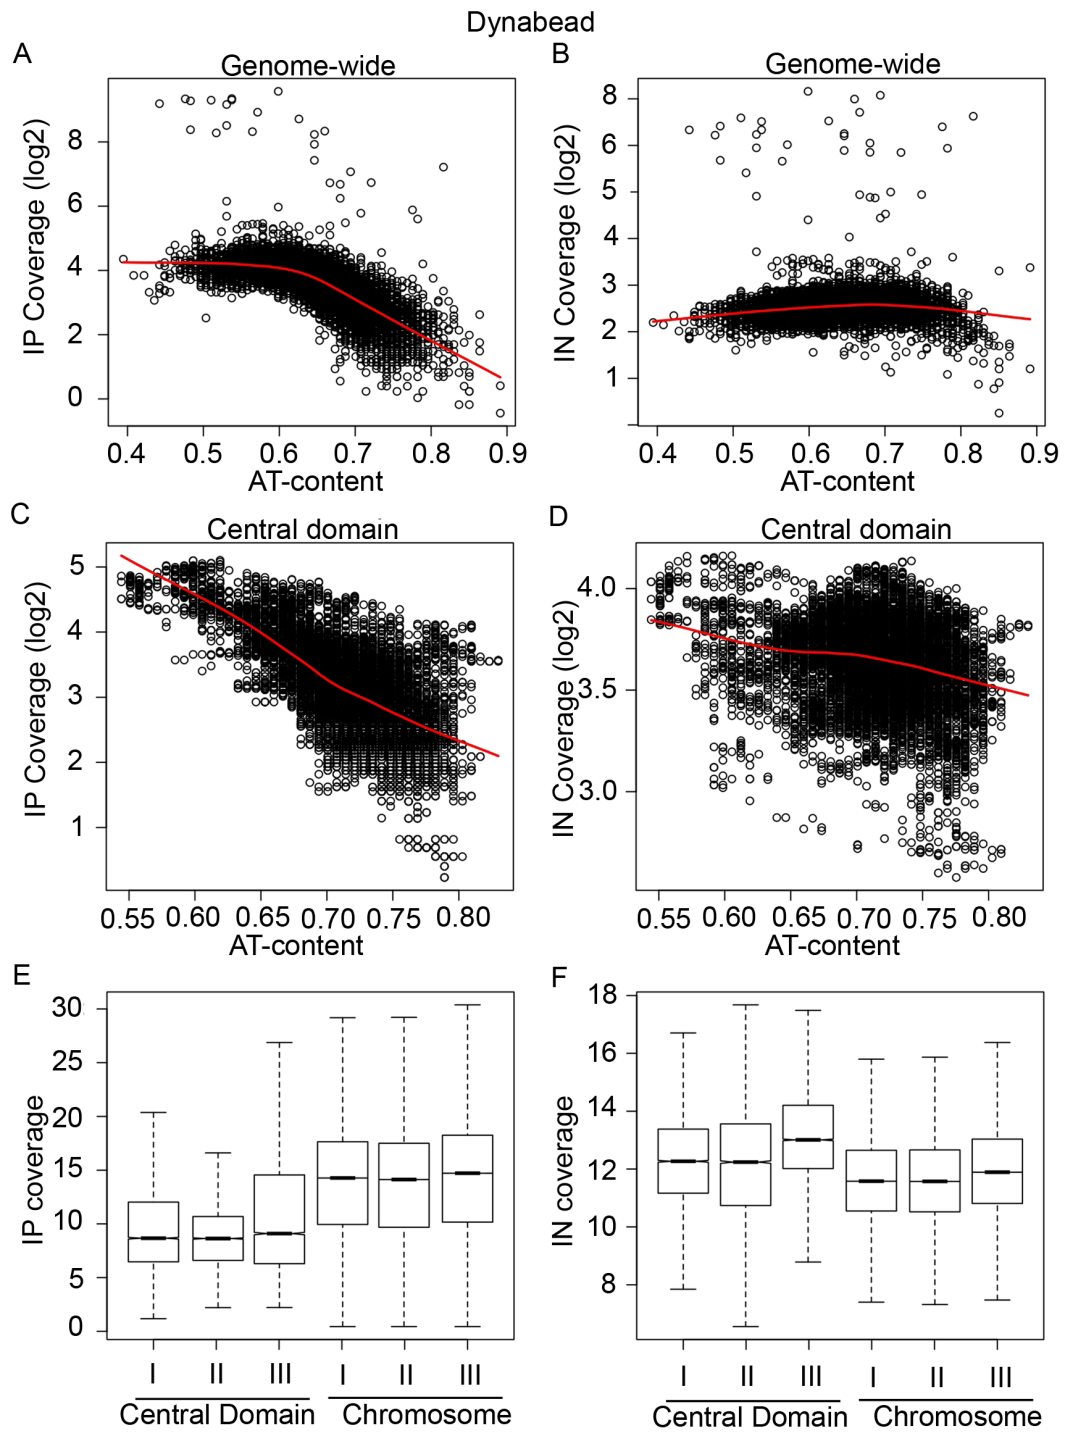 Dynabead
A
Genome-wide
IP Coverage (log2)
8
6
4
2
0
0.4 0.5 0.6 0.7 0.8 0.9
AT-content
B
Genome-wide
IN Coverage (log2)
8
6
5
4
3
2
1
0.4 0.5 0.6 0.7 0.8 0.9
AT-content
C
Central domain
IP Coverage (log2)
5
4
3
2
1
0.55 0.60 0.65 0.70 0.75 0.80
AT-content
D
Central domain
IN Coverage (log2)
4.0
3.5
3.0
0.55 0.60 0.65 0.70 0.75 0.80
AT-content
E
IP coverage
30
25
20
15
10
5
0
I II III I II III
Central Domain Chromosome
F
IN coverage
18
16
14
12
10
8
I II III I II III
Central Domain Chromosome